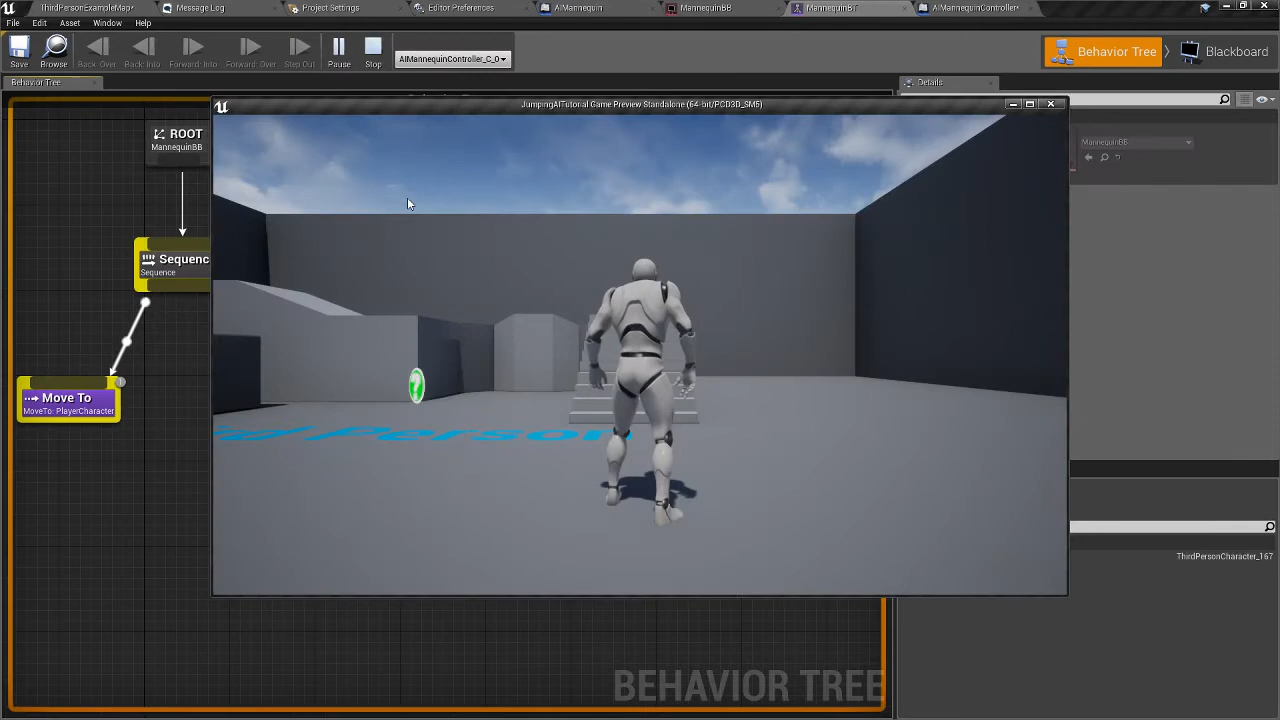 ThirdPersonExampleMap•
Message Log
Project Settings
Editor Preferences
AIMannequin
MannequinBB
MannequinBT
AIMannequinController•
File Edit Asset Window Help
Save
Browse
Back: Over
Back: Into
Forward: Into
Forward: Over
Step Out
Pause
Stop
AIMannequinController_C_0
Behavior Tree
Blackboard
Behavior Tree
Details
JumpingAITutorial Game Preview Standalone (64-bit/PCD3D_SM5)
ROOT
MannequinBB
MannequinBB
Sequenc
Sequence
Move To
MoveTo: PlayerCharacter
?
Person
ThirdPersonCharacter_167
BEHAVIOR TREE